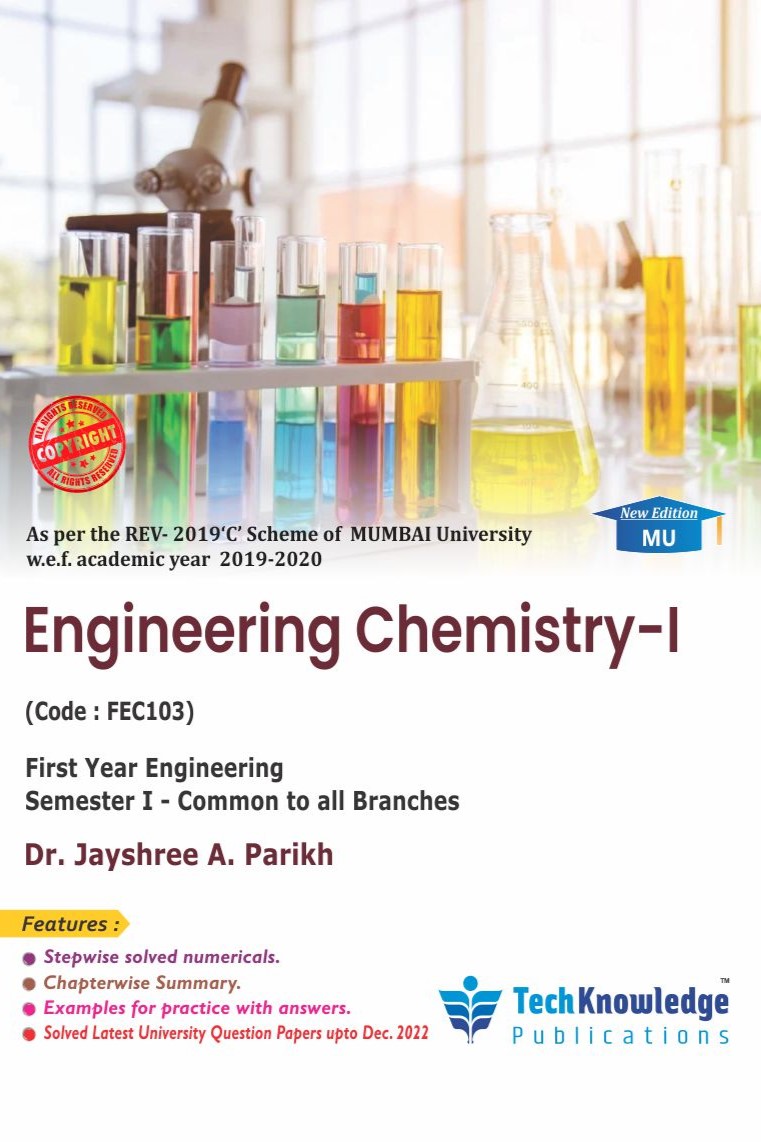 ALL RIGHTS RESERVED
COPYRIGHT
ALL RIGHTS RESERVED
As per the REV- 2019‘C’ Scheme of MUMBAI University
w.e.f. academic year 2019-2020
New Edition
MU
Engineering Chemistry-I
(Code : FEC103)
First Year Engineering
Semester I - Common to all Branches
Dr. Jayshree A. Parikh
Features :
Stepwise solved numericals.
Chapterwise Summary.
Examples for practice with answers.
Solved Latest University Question Papers upto Dec. 2022
TechKnowledge™
Publications